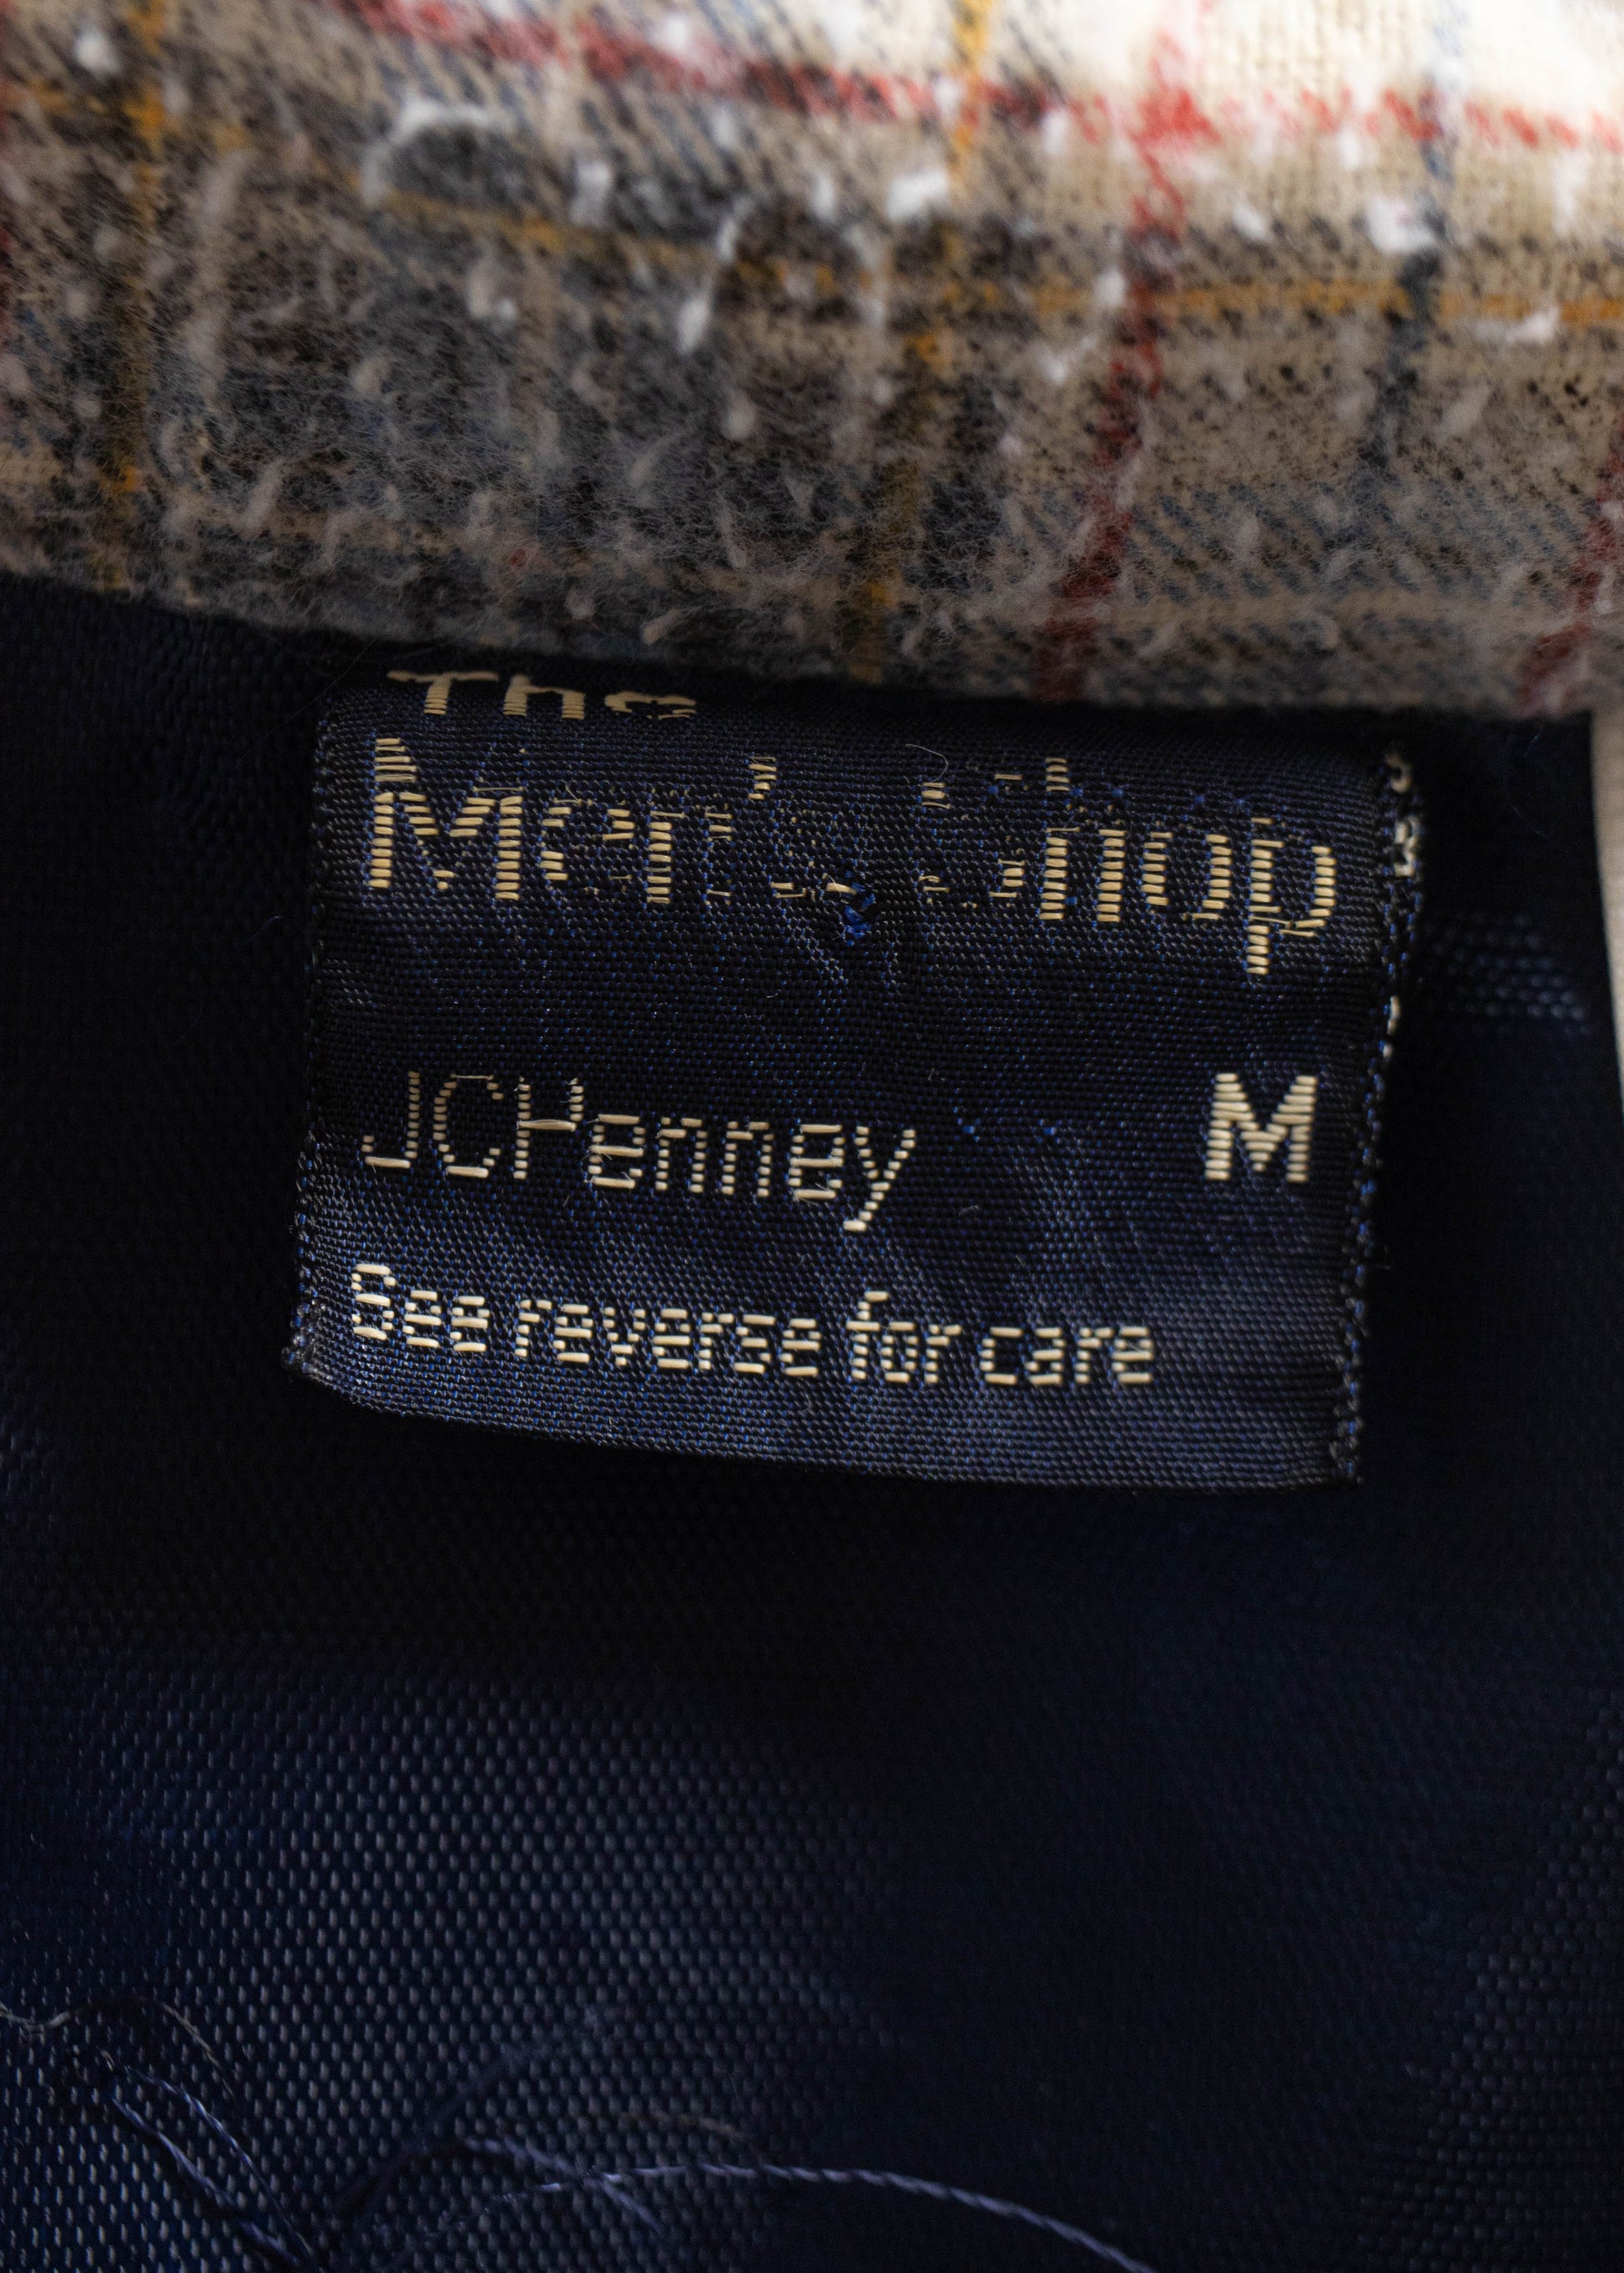 The
Men's Shop
JCPenney M
See reverse for care